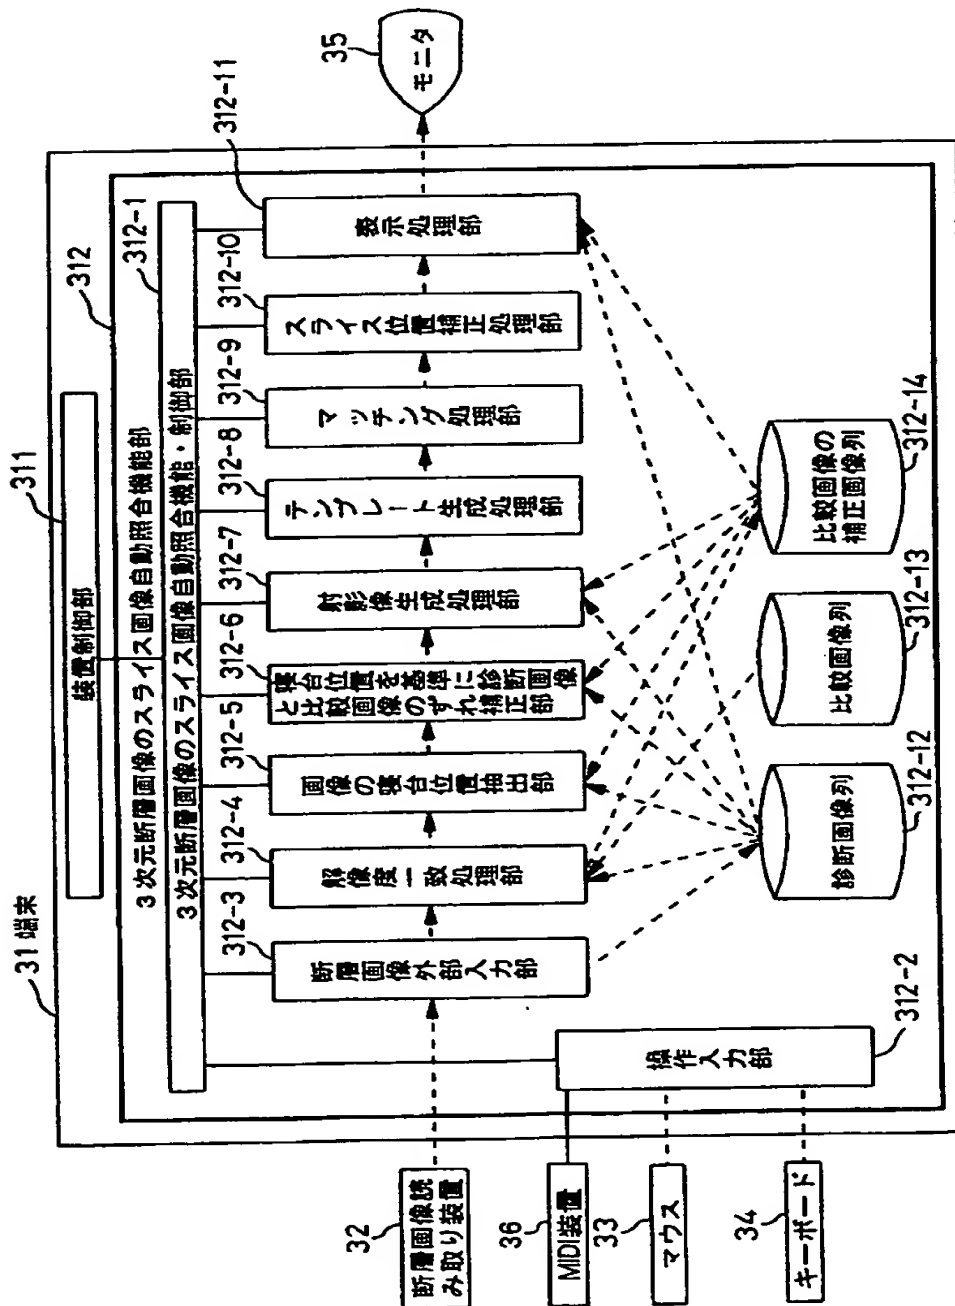 31 端末
311
装置制御部
312
3次元断層画像のスライス画像自動照合機能部
312-1
3次元断層画像のスライス画像自動照合機能・制御部
312-3
断層画像外部入力部
312-4
解像度一致処理部
312-5
画像の寝台位置抽出部
312-6
寝台位置を基準に診断画像
と比較画像のずれ補正部
312-7
射影像生成処理部
312-8
テンプレート生成処理部
312-9
マッチング処理部
312-10
スライス位置補正処理部
312-11
表示処理部
35
モニタ
32
断層画像読
み取り装置
36
MIDI装置
33
マウス
34
キーボード
操作入力部
312-2
診断画像列
312-12
比較画像列
312-13
比較画像の
補正画像列
312-14